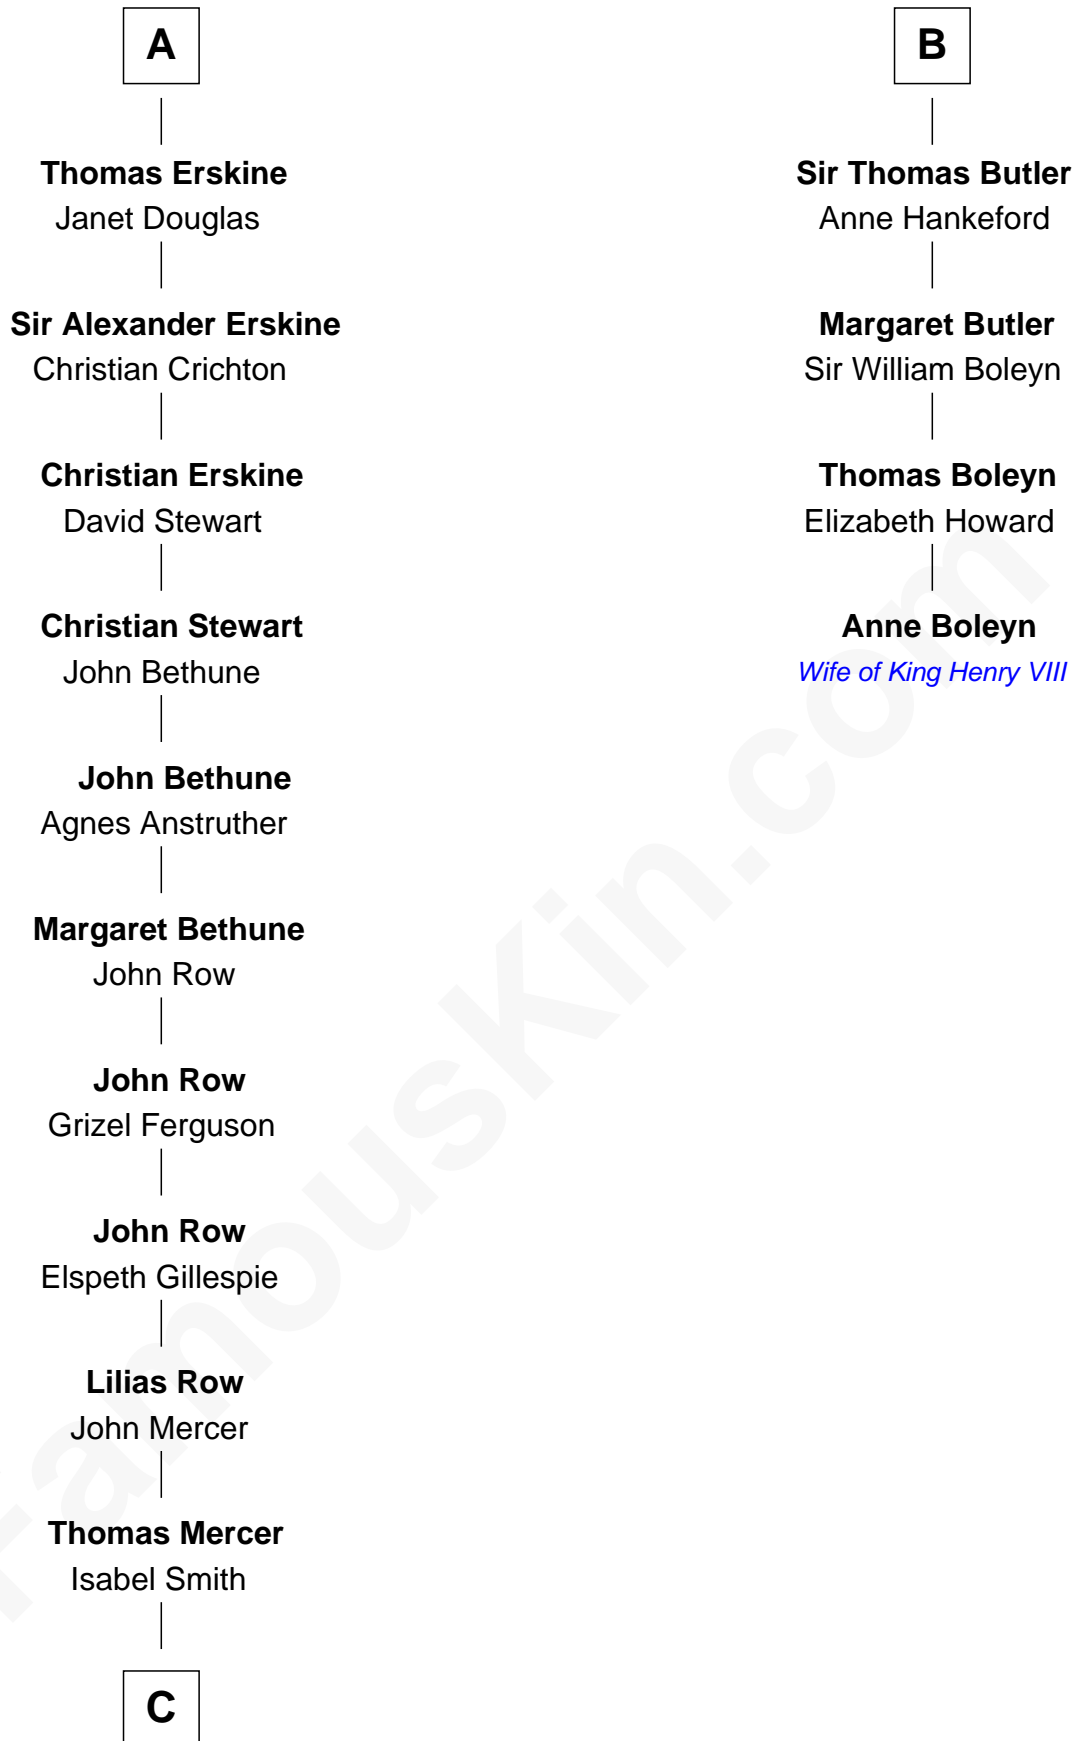 A
Thomas Erskine
Janet Douglas
Sir Alexander Erskine
Christian Crichton
Christian Erskine
David Stewart
Christian Stewart
John Bethune
John Bethune
Agnes Anstruther
Margaret Bethune
John Row
John Row
Grizel Ferguson
John Row
Elspeth Gillespie
Lilias Row
John Mercer
Thomas Mercer
Isabel Smith
C
B
Sir Thomas Butler
Anne Hankeford
Margaret Butler
Sir William Boleyn
Thomas Boleyn
Elizabeth Howard
Anne Boleyn
Wife of King Henry VIII
FamousKin.com